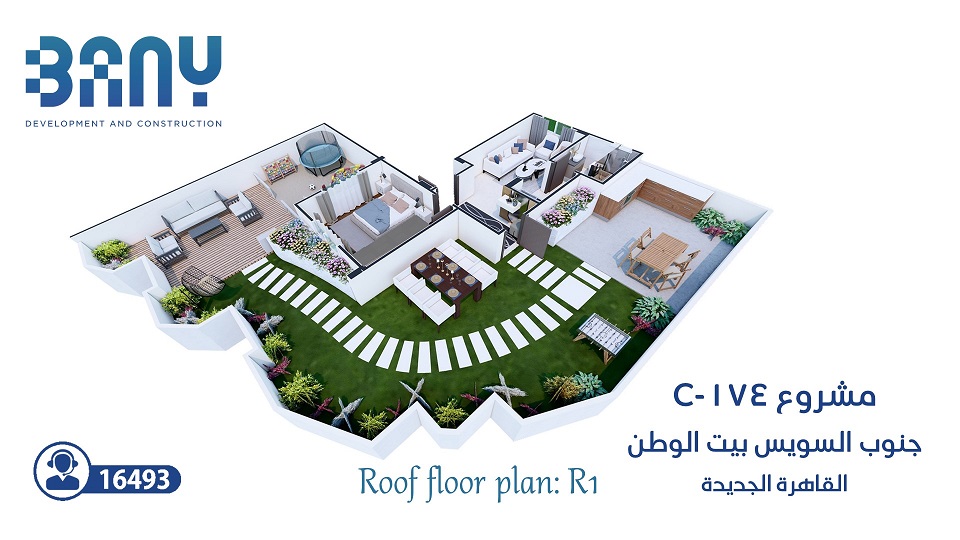 BANY
DEVELOPMENT AND CONSTRUCTION
مشروع C-١٧٤
جنوب السويس بيت الوطن
القاهرة الجديدة
Roof floor plan: R1
16493